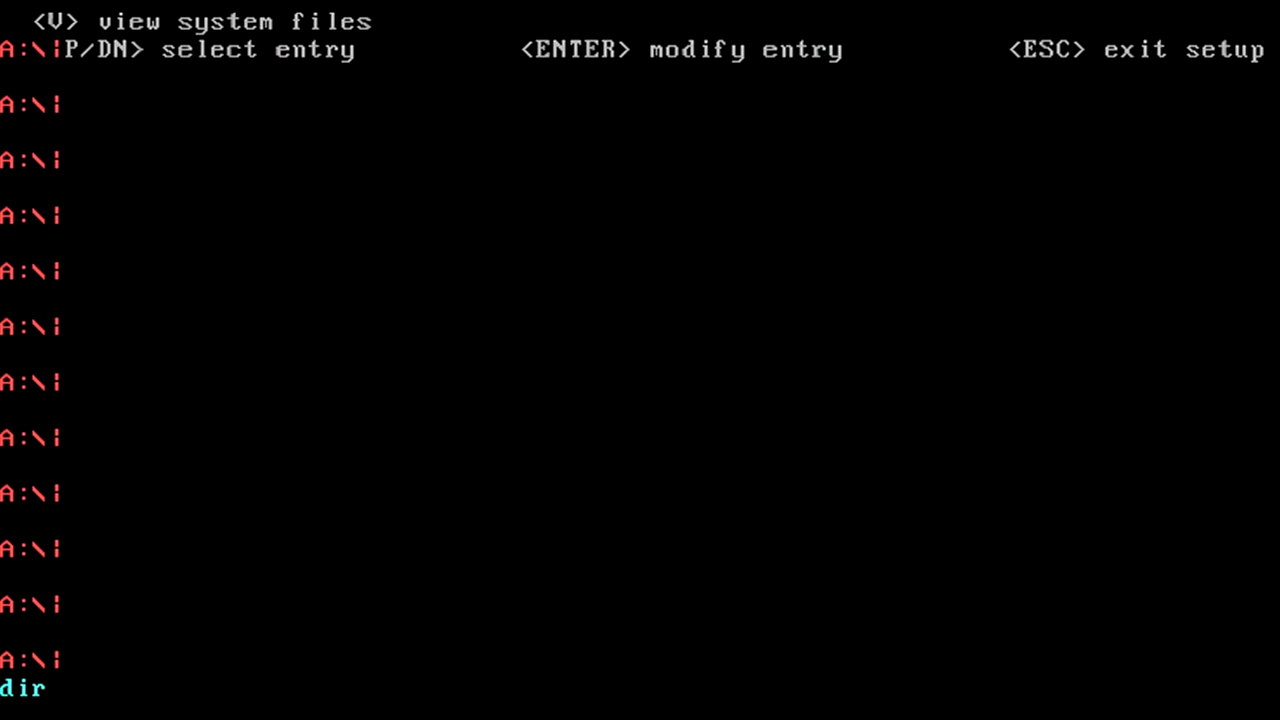 <V> view system files
A:\¦P/DN> select entry <ENTER> modify entry <ESC> exit setup
A:\¦
A:\¦
A:\¦
A:\¦
A:\¦
A:\¦
A:\¦
A:\¦
A:\¦
A:\¦
A:\¦
dir